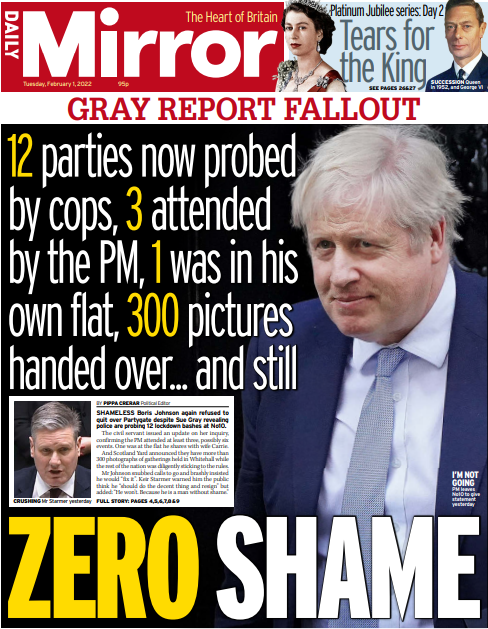 DAILY
Mirror
The Heart of Britain
Tuesday, February 1, 2022
95p
Platinum Jubilee series: Day 2
Tears for
the King
SEE PAGES 26&27
SUCCESSION Queen
in 1952, and George VI
GRAY REPORT FALLOUT
12 parties now probed
by cops, 3 attended
by the PM, 1 was in his
own flat, 300 pictures
handed over... and still
BY PIPPA CRERAR Political Editor
SHAMELESS Boris Johnson again refused to
quit over Partygate despite Sue Gray revealing
police are probing 12 lockdown bashes at No10.
The civil servant issued an update on her inquiry,
confirming the PM attended at least three, possibly six
events. One was at the flat he shares with wife Carrie.
And Scotland Yard announced they have more than
300 photographs of gatherings held in Whitehall while
the rest of the nation was diligently sticking to the rules.
Mr Johnson snubbed calls to go and brashly insisted
he would "fix it". Keir Starmer warned him the public
think he "should do the decent thing and resign" but
added: "He won't. Because he is a man without shame."
FULL STORY: PAGES 4,5,6,7,8&9
CRUSHING Mr Starmer yesterday
I'M NOT
GOING
PM leaves
No10 to give
statement
yesterday
ZERO SHAME